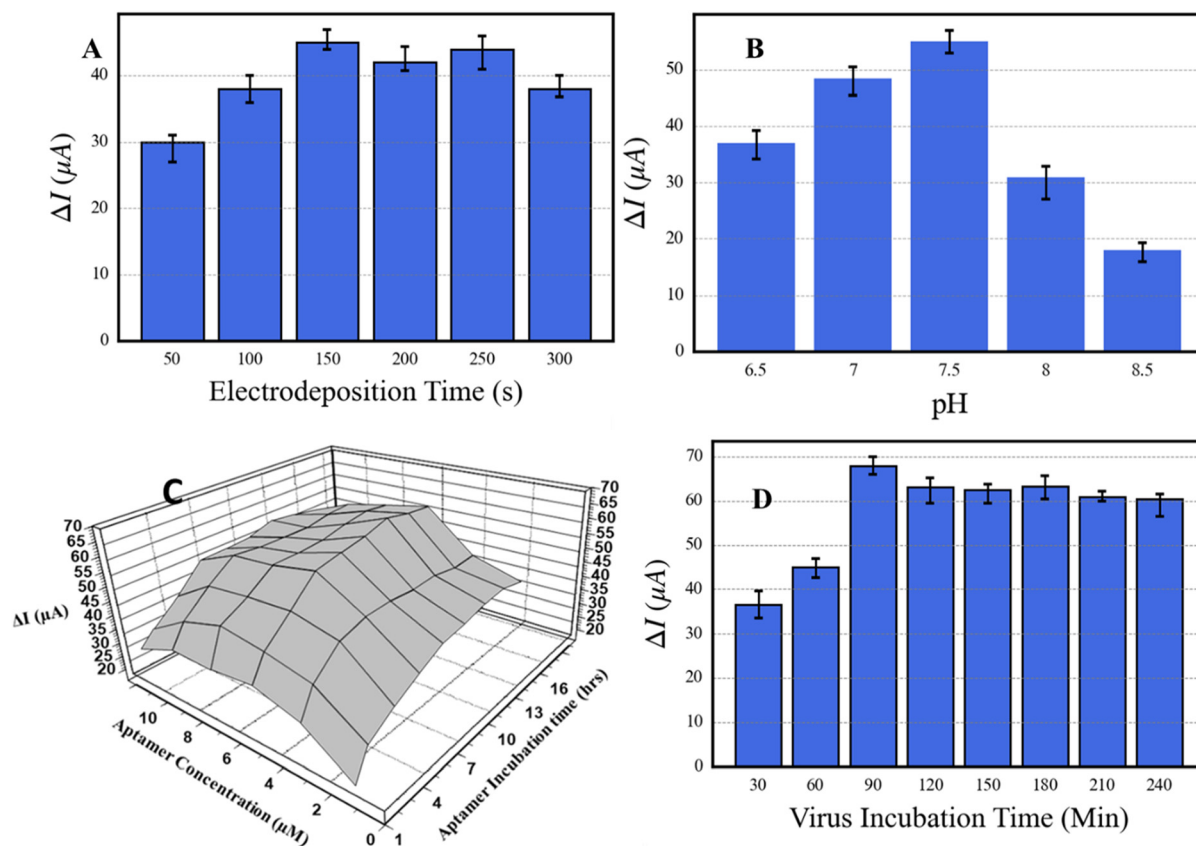 A
ΔI (μA)
40
30
20
10
0
50 100 150 200 250 300
Electrodeposition Time (s)
B
ΔI (μA)
50
40
30
20
10
0
6.5 7 7.5 8 8.5
pH
C
ΔI (μA)
70
65
60
55
50
45
40
35
30
25
20
70
65
60
55
50
45
40
35
30
25
20
10 8 6 4 2 0
Aptamer Concentration (μM)
1 4 7 10 13 16
Aptamer Incubation time (hrs)
D
ΔI (μA)
70
60
50
40
30
20
10
0
30 60 90 120 150 180 210 240
Virus Incubation Time (Min)